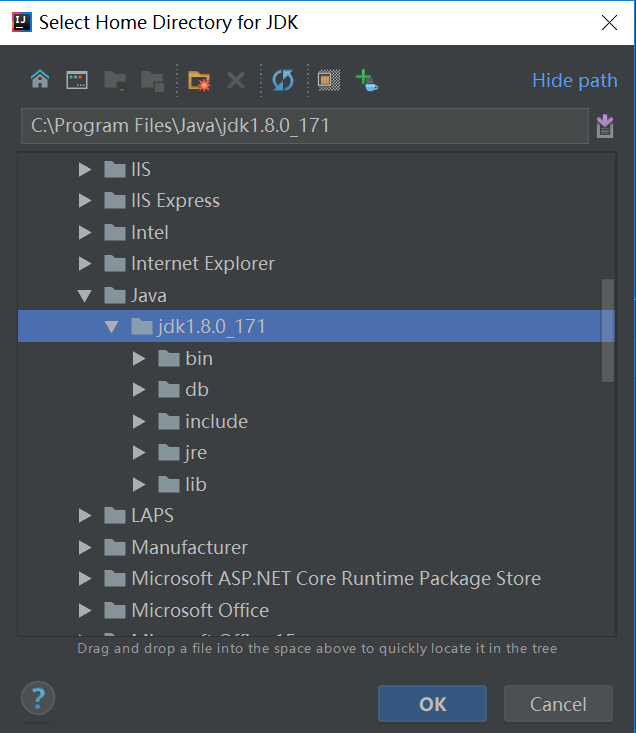 Select Home Directory for JDK
Hide path
C:\Program Files\Java\jdk1.8.0_171
IIS
IIS Express
Intel
Internet Explorer
Java
jdk1.8.0_171
bin
db
include
jre
lib
LAPS
Manufacturer
Microsoft ASP.NET Core Runtime Package Store
Microsoft Office
Drag and drop a file into the space above to quickly locate it in the tree
?
OK
Cancel